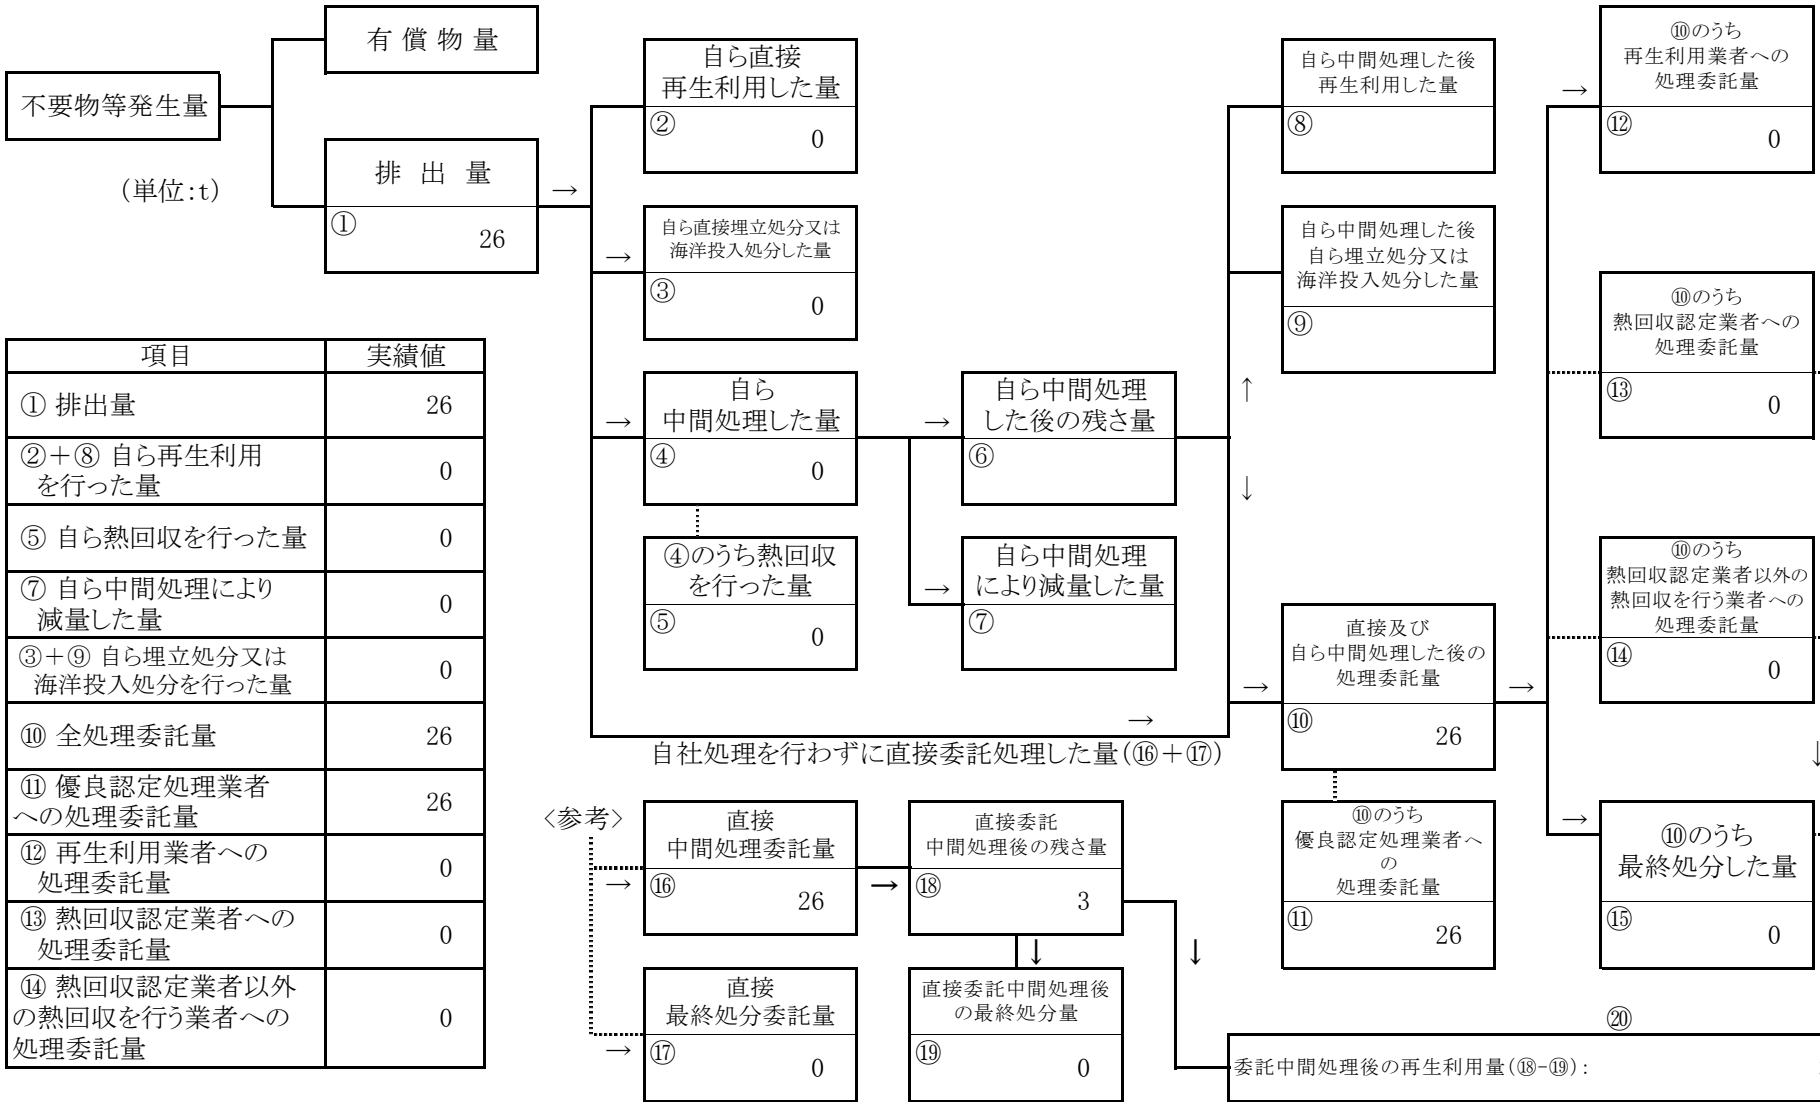 有償物量
不要物等発生量
（単位：t）
排出量
①
26
→
自ら直接
再生利用した量
②
0
→
自ら直接埋立処分又は
海洋投入処分した量
③
0
→
自ら
中間処理した量
④
0
④のうち熱回収
を行った量
⑤
0
→
自ら中間処理
した後の残さ量
⑥
→
自ら中間処理
により減量した量
⑦
自ら中間処理した後
再生利用した量
⑧
自ら中間処理した後
自ら埋立処分又は
海洋投入処分した量
⑨
↑
↓
→
自社処理を行わずに直接委託処理した量（⑯＋⑰）
→
直接及び
自ら中間処理した後の
処理委託量
⑩
26
⑩のうち
優良認定処理業者へ
の
処理委託量
⑪
26
→
→
⑩のうち
再生利用業者への
処理委託量
⑫
0
⑩のうち
熱回収認定業者への
処理委託量
⑬
0
⑩のうち
熱回収認定業者以外の
熱回収を行う業者への
処理委託量
⑭
0
↓
→
⑩のうち
最終処分した量
⑮
0
項目 実績値
① 排出量 26
②＋⑧ 自ら再生利用
を行った量 0
⑤ 自ら熱回収を行った量 0
⑦ 自ら中間処理により
減量した量 0
③＋⑨ 自ら埋立処分又は
海洋投入処分を行った量 0
⑩ 全処理委託量 26
⑪ 優良認定処理業者
への処理委託量 26
⑫ 再生利用業者への
処理委託量 0
⑬ 熱回収認定業者への
処理委託量 0
⑭ 熱回収認定業者以外
の熱回収を行う業者への
処理委託量 0
〈参考〉
→
直接
中間処理委託量
⑯
26
→
直接委託
中間処理後の残さ量
⑱
3
↓
↓
→
直接
最終処分委託量
⑰
0
直接委託中間処理後
の最終処分量
⑲
0
⑳
委託中間処理後の再生利用量（⑱-⑲）：